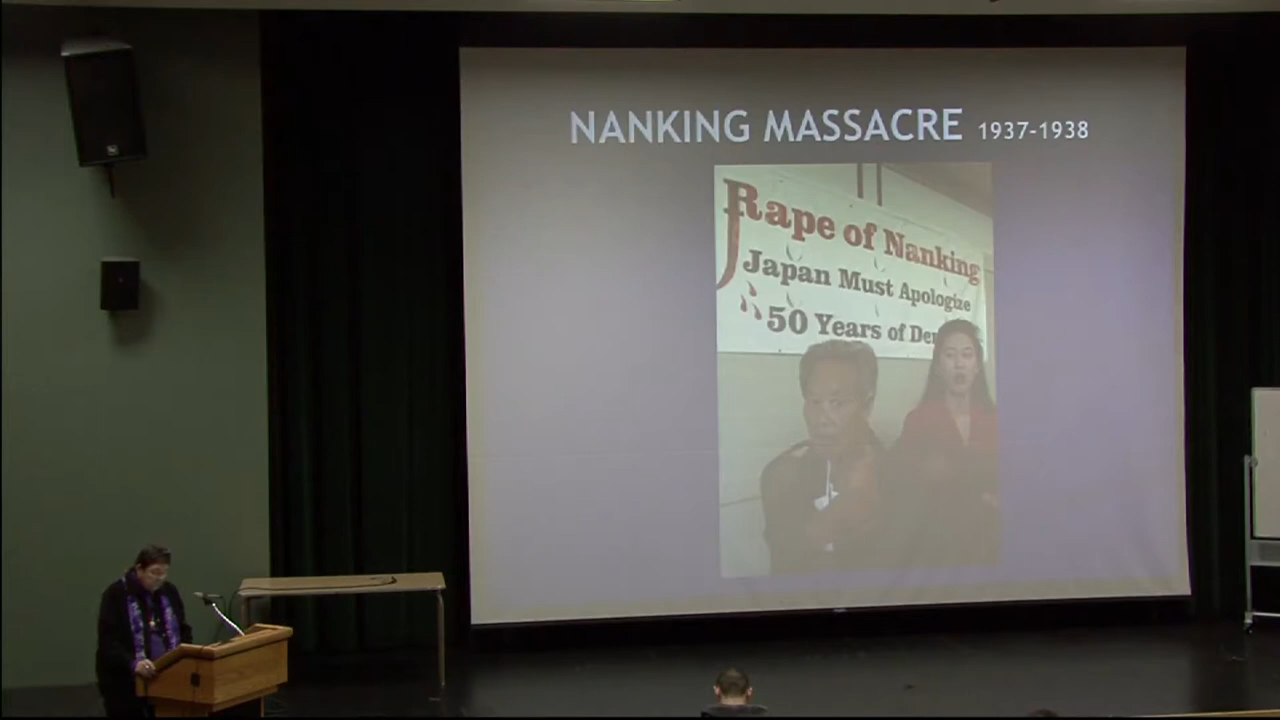 NANKING MASSACRE 1937-1938
Rape of Nanking
Japan Must Apologize
50 Years of